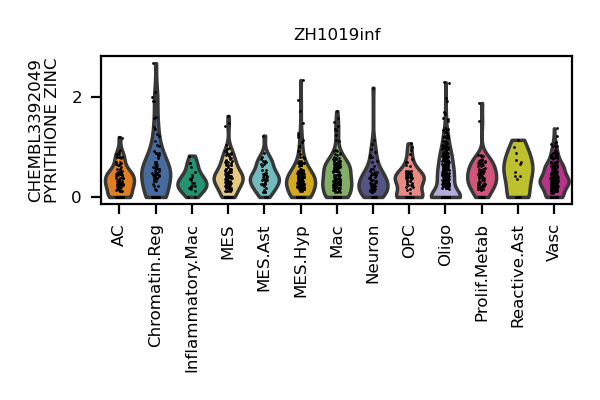 ZH1019inf
CHEMBL3392049
PYRITHIONE ZINC
2
0
AC
Chromatin.Reg
Inflammatory.Mac
MES
MES.Ast
MES.Hyp
Mac
Neuron
OPC
Oligo
Prolif.Metab
Reactive.Ast
Vasc